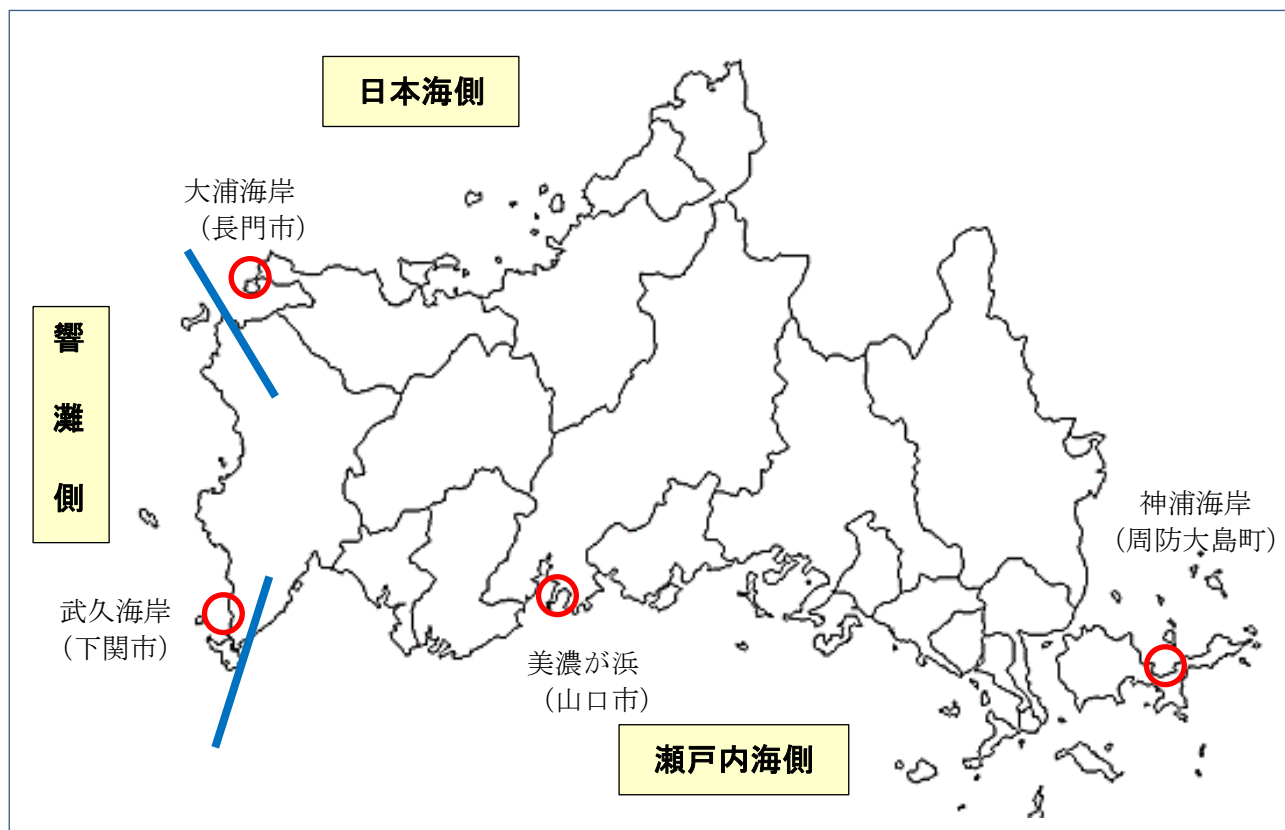 日本海側
大浦海岸
（長門市）
響灘側
神浦海岸
（周防大島町）
武久海岸
（下関市）
美濃が浜
（山口市）
瀬戸内海側